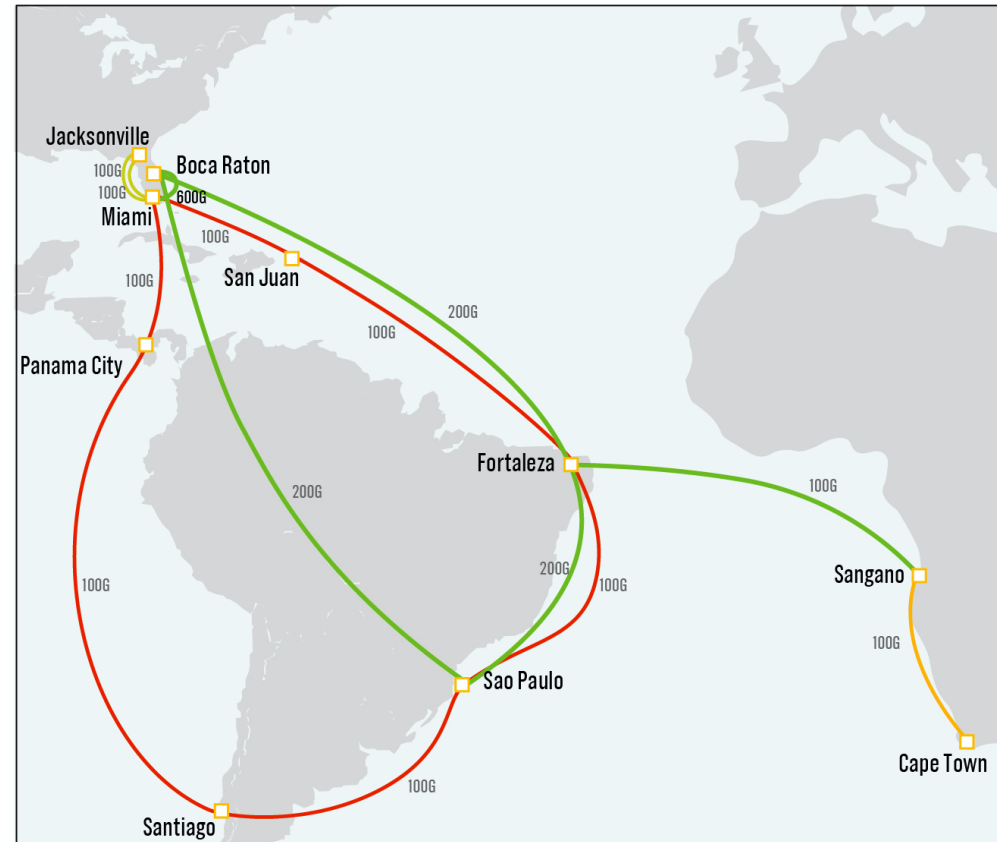 Jacksonville
100G
Boca Raton
100G
600G
Miami
100G
San Juan
100G
200G
100G
Panama City
Fortaleza
100G
200G
200G
100G
Sangano
100G
100G
Sao Paulo
Cape Town
100G
Santiago